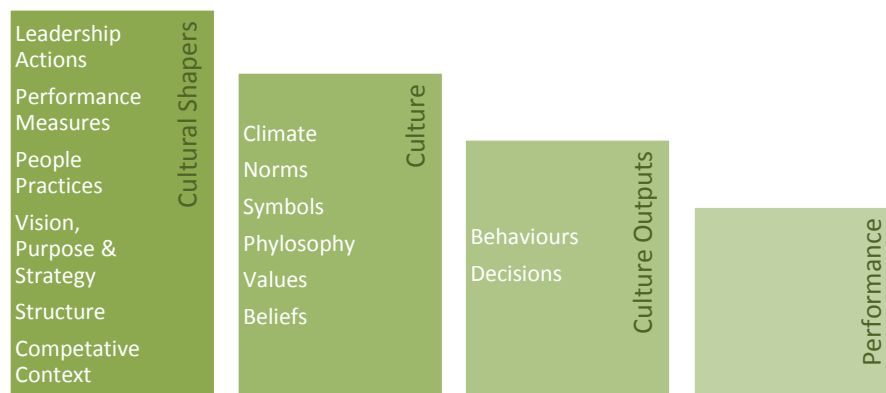 Leadership
Actions
Performance
Measures
People
Practices
Vision,
Purpose &
Strategy
Structure
Competative
Context
Cultural Shapers
Climate
Norms
Symbols
Phylosophy
Values
Beliefs
Culture
Behaviours
Decisions
Culture Outputs
Performance